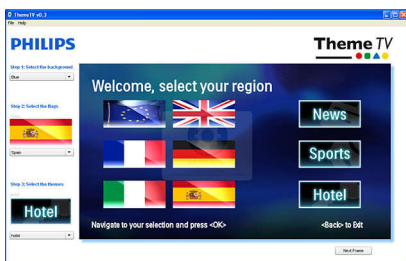 ThemeTV v0.3
File Help
PHILIPS
Theme TV
Step 1: Select the background
Blue
Step 2: Select the flags
Spain
Step 3: Select the themes
Hotel
Hotel
Welcome, select your region
News
Sports
Hotel
Navigate to your selection and press <OK>
<Back> to Exit
Next Frame